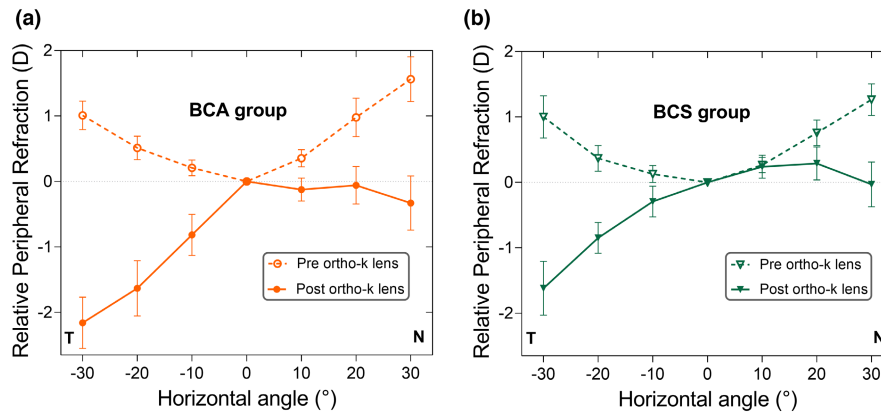 (a)
Relative Peripheral Refraction (D)
2
1
0
-1
-2
BCA group
Pre ortho-k lens
Post ortho-k lens
T
N
-30 -20 -10 0 10 20 30
Horizontal angle (°)
(b)
Relative Peripheral Refraction (D)
2
1
0
-1
-2
BCS group
Pre ortho-k lens
Post ortho-k lens
T
N
-30 -20 -10 0 10 20 30
Horizontal angle (°)